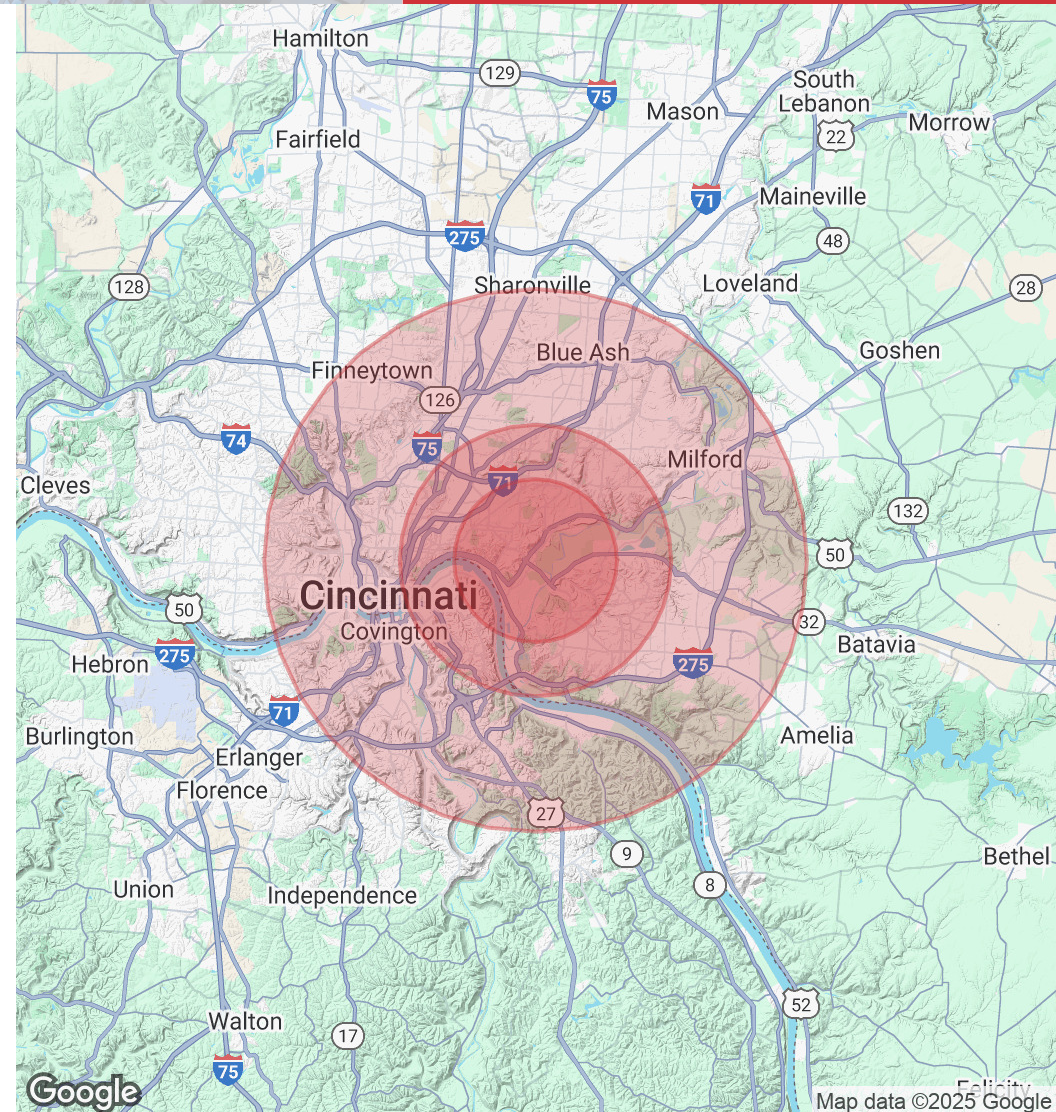 Hamilton
129
75
South
Lebanon
Mason
Morrow
22
Fairfield
71
Maineville
275
48
Sharonville
Loveland
128
28
Blue Ash
Goshen
Finneytown
126
74
75
Milford
71
Cleves
132
50
Cincinnati
50
32
Covington
Batavia
275
Hebron
275
71
Burlington
Amelia
Erlanger
Florence
27
9
Bethel
8
Union
Independence
52
Walton
17
75
Felicity
Google
Map data ©2025 Google